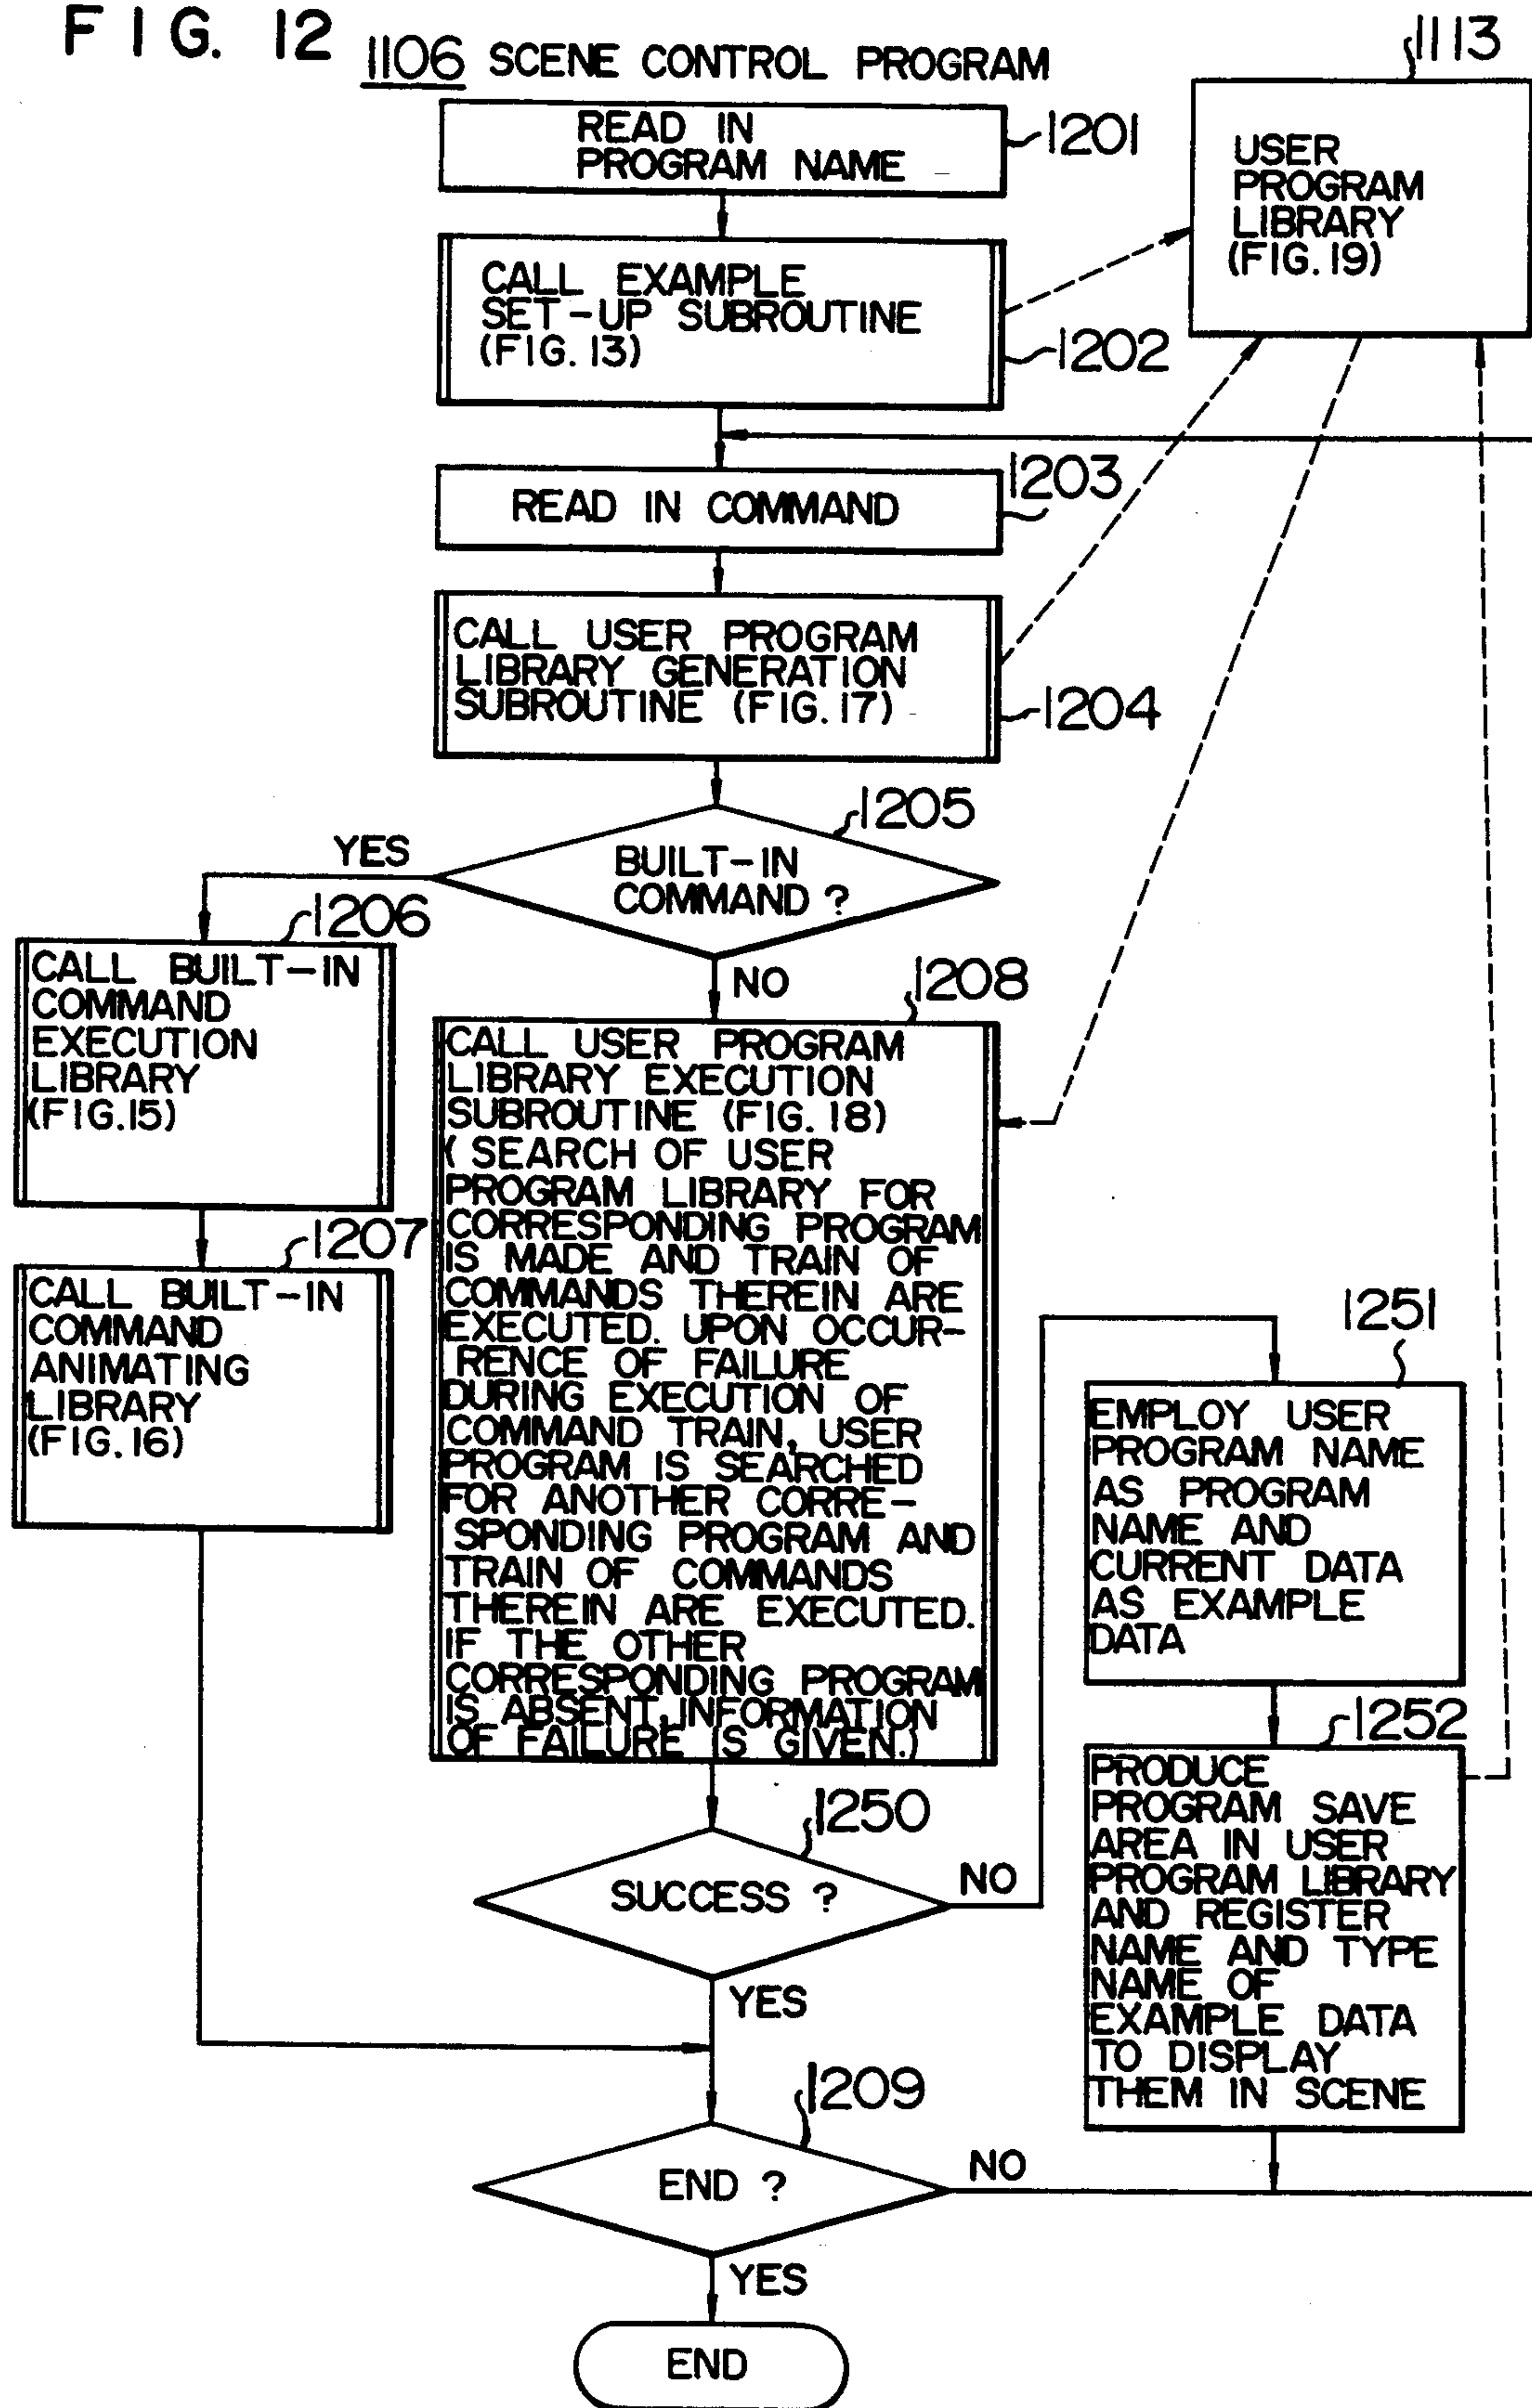 FIG. 12
1106 SCENE CONTROL PROGRAM
1113
USER
PROGRAM
LIBRARY
(FIG. 19)
READ IN
PROGRAM NAME
1201
CALL EXAMPLE
SET-UP SUBROUTINE
(FIG. 13)
1202
1203
READ IN COMMAND
CALL USER PROGRAM
LIBRARY GENERATION
SUBROUTINE (FIG. 17)
1204
1205
BUILT-IN
COMMAND ?
YES
NO
1206
CALL BUILT-IN
COMMAND
EXECUTION
LIBRARY
(FIG.15)
1207
CALL BUILT-IN
COMMAND
ANIMATING
LIBRARY
(FIG. 16)
1208
CALL USER PROGRAM
LIBRARY EXECUTION
SUBROUTINE (FIG. 18)
( SEARCH OF USER
PROGRAM LIBRARY FOR
CORRESPONDING PROGRAM
IS MADE AND TRAIN OF
COMMANDS THEREIN ARE
EXECUTED. UPON OCCUR-
RENCE OF FAILURE
DURING EXECUTION OF
COMMAND TRAIN, USER
PROGRAM IS SEARCHED
FOR ANOTHER CORRE-
SPONDING PROGRAM AND
TRAIN OF COMMANDS
THEREIN ARE EXECUTED.
IF THE OTHER
CORRESPONDING PROGRAM
IS ABSENT, INFORMATION
OF FAILURE IS GIVEN.)
1250
SUCCESS ?
NO
YES
1251
EMPLOY USER
PROGRAM NAME
AS PROGRAM
NAME AND
CURRENT DATA
AS EXAMPLE
DATA
1252
PRODUCE
PROGRAM SAVE
AREA IN USER
PROGRAM LIBRARY
AND REGISTER
NAME AND TYPE
NAME OF
EXAMPLE DATA
TO DISPLAY
THEM IN SCENE
1209
END ?
NO
YES
END